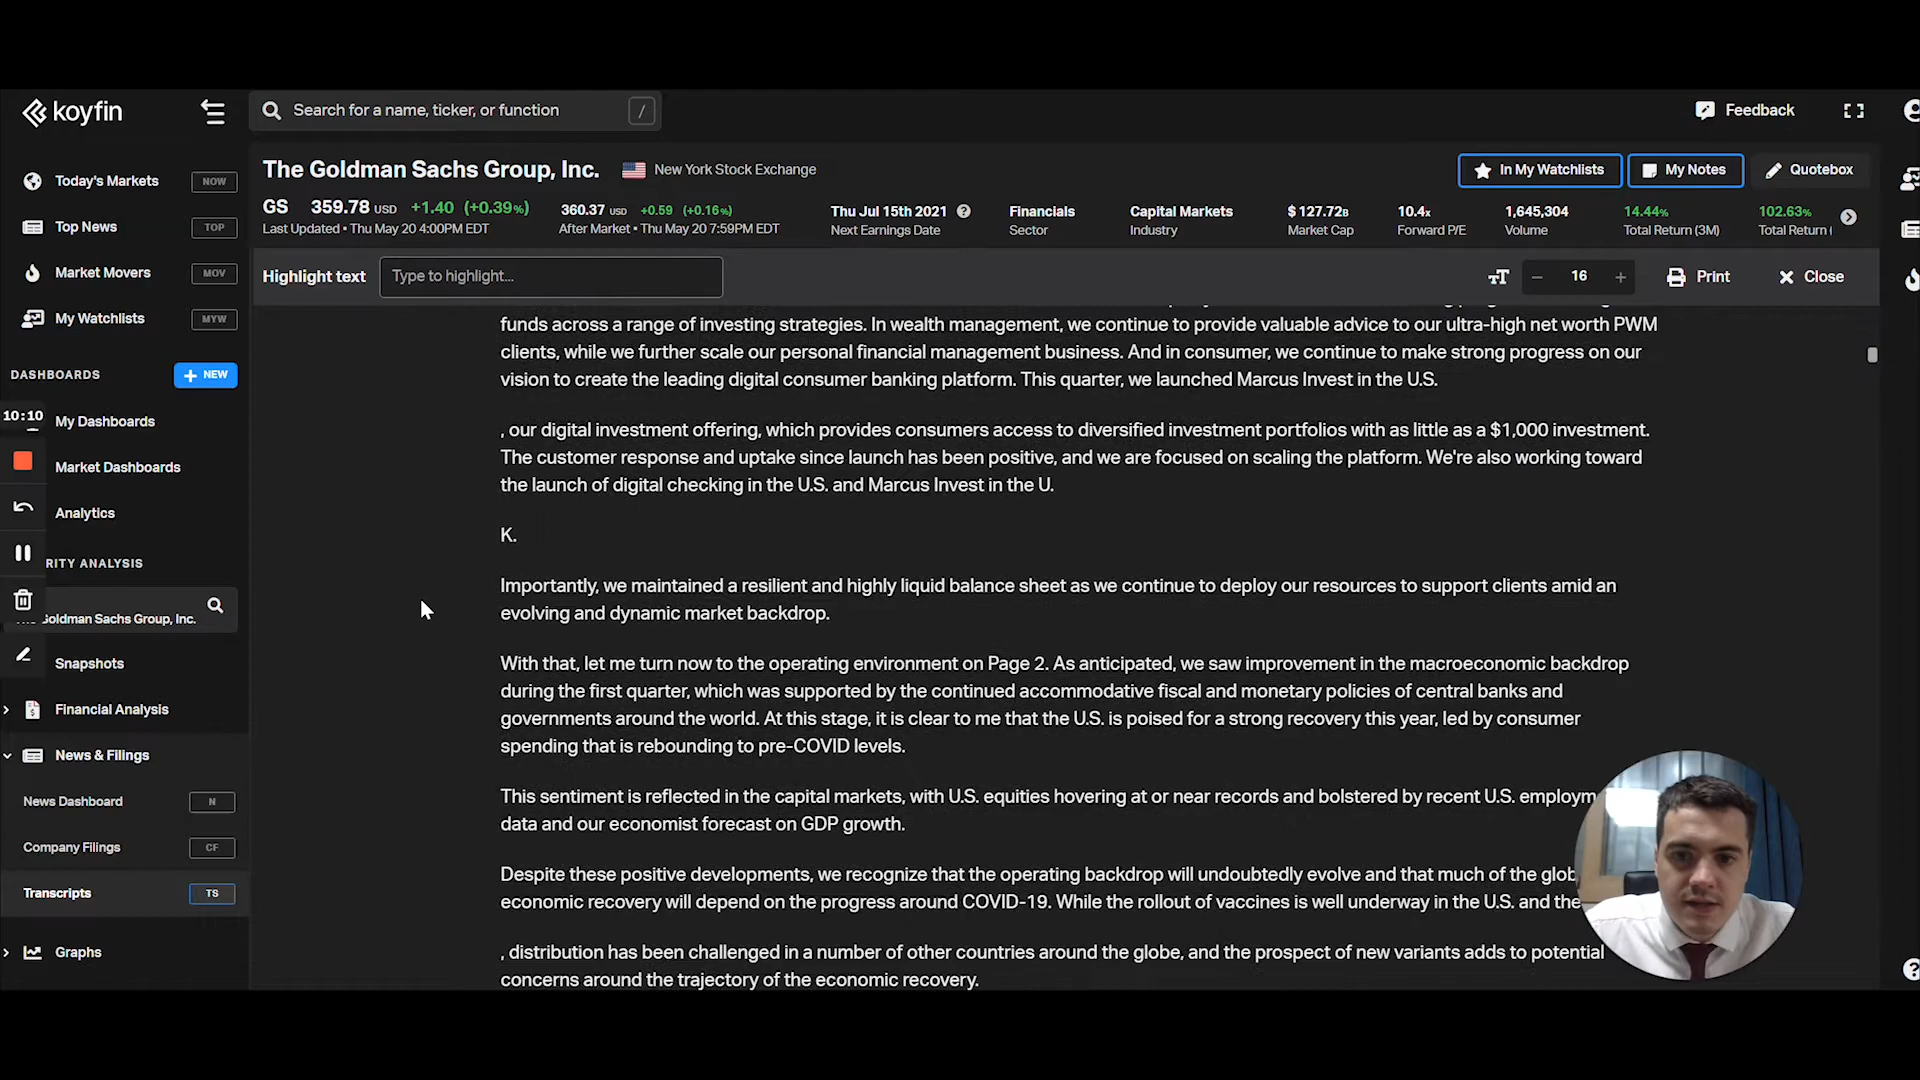 koyfin
Search for a name, ticker, or function
/
Feedback
Today's Markets
NOW
Top News
TOP
Market Movers
MOV
My Watchlists
MYW
DASHBOARDS
NEW
10:10
My Dashboards
Market Dashboards
Analytics
RITY ANALYSIS
Goldman Sachs Group, Inc.
Snapshots
Financial Analysis
News & Filings
News Dashboard
N
Company Filings
CF
Transcripts
TS
Graphs
The Goldman Sachs Group, Inc.
New York Stock Exchange
In My Watchlists
My Notes
Quotebox
GS 359.78 USD +1.40 (+0.39%)
Last Updated • Thu May 20 4:00PM EDT
360.37 USD +0.59 (+0.16%)
After Market • Thu May 20 7:59PM EDT
Thu Jul 15th 2021
Next Earnings Date
Financials
Sector
Capital Markets
Industry
$ 127.72B
Market Cap
10.4x
Forward P/E
1,645,304
Volume
14.44%
Total Return (3M)
102.63%
Total Return (
Highlight text
Type to highlight...
TT
16
Print
Close
funds across a range of investing strategies. In wealth management, we continue to provide valuable advice to our ultra-high net worth PWM
clients, while we further scale our personal financial management business. And in consumer, we continue to make strong progress on our
vision to create the leading digital consumer banking platform. This quarter, we launched Marcus Invest in the U.S.
, our digital investment offering, which provides consumers access to diversified investment portfolios with as little as a $1,000 investment.
The customer response and uptake since launch has been positive, and we are focused on scaling the platform. We're also working toward
the launch of digital checking in the U.S. and Marcus Invest in the U.
K.
Importantly, we maintained a resilient and highly liquid balance sheet as we continue to deploy our resources to support clients amid an
evolving and dynamic market backdrop.
With that, let me turn now to the operating environment on Page 2. As anticipated, we saw improvement in the macroeconomic backdrop
during the first quarter, which was supported by the continued accommodative fiscal and monetary policies of central banks and
governments around the world. At this stage, it is clear to me that the U.S. is poised for a strong recovery this year, led by consumer
spending that is rebounding to pre-COVID levels.
This sentiment is reflected in the capital markets, with U.S. equities hovering at or near records and bolstered by recent U.S. employm
data and our economist forecast on GDP growth.
Despite these positive developments, we recognize that the operating backdrop will undoubtedly evolve and that much of the glob
economic recovery will depend on the progress around COVID-19. While the rollout of vaccines is well underway in the U.S. and the
, distribution has been challenged in a number of other countries around the globe, and the prospect of new variants adds to potential
concerns around the trajectory of the economic recovery.